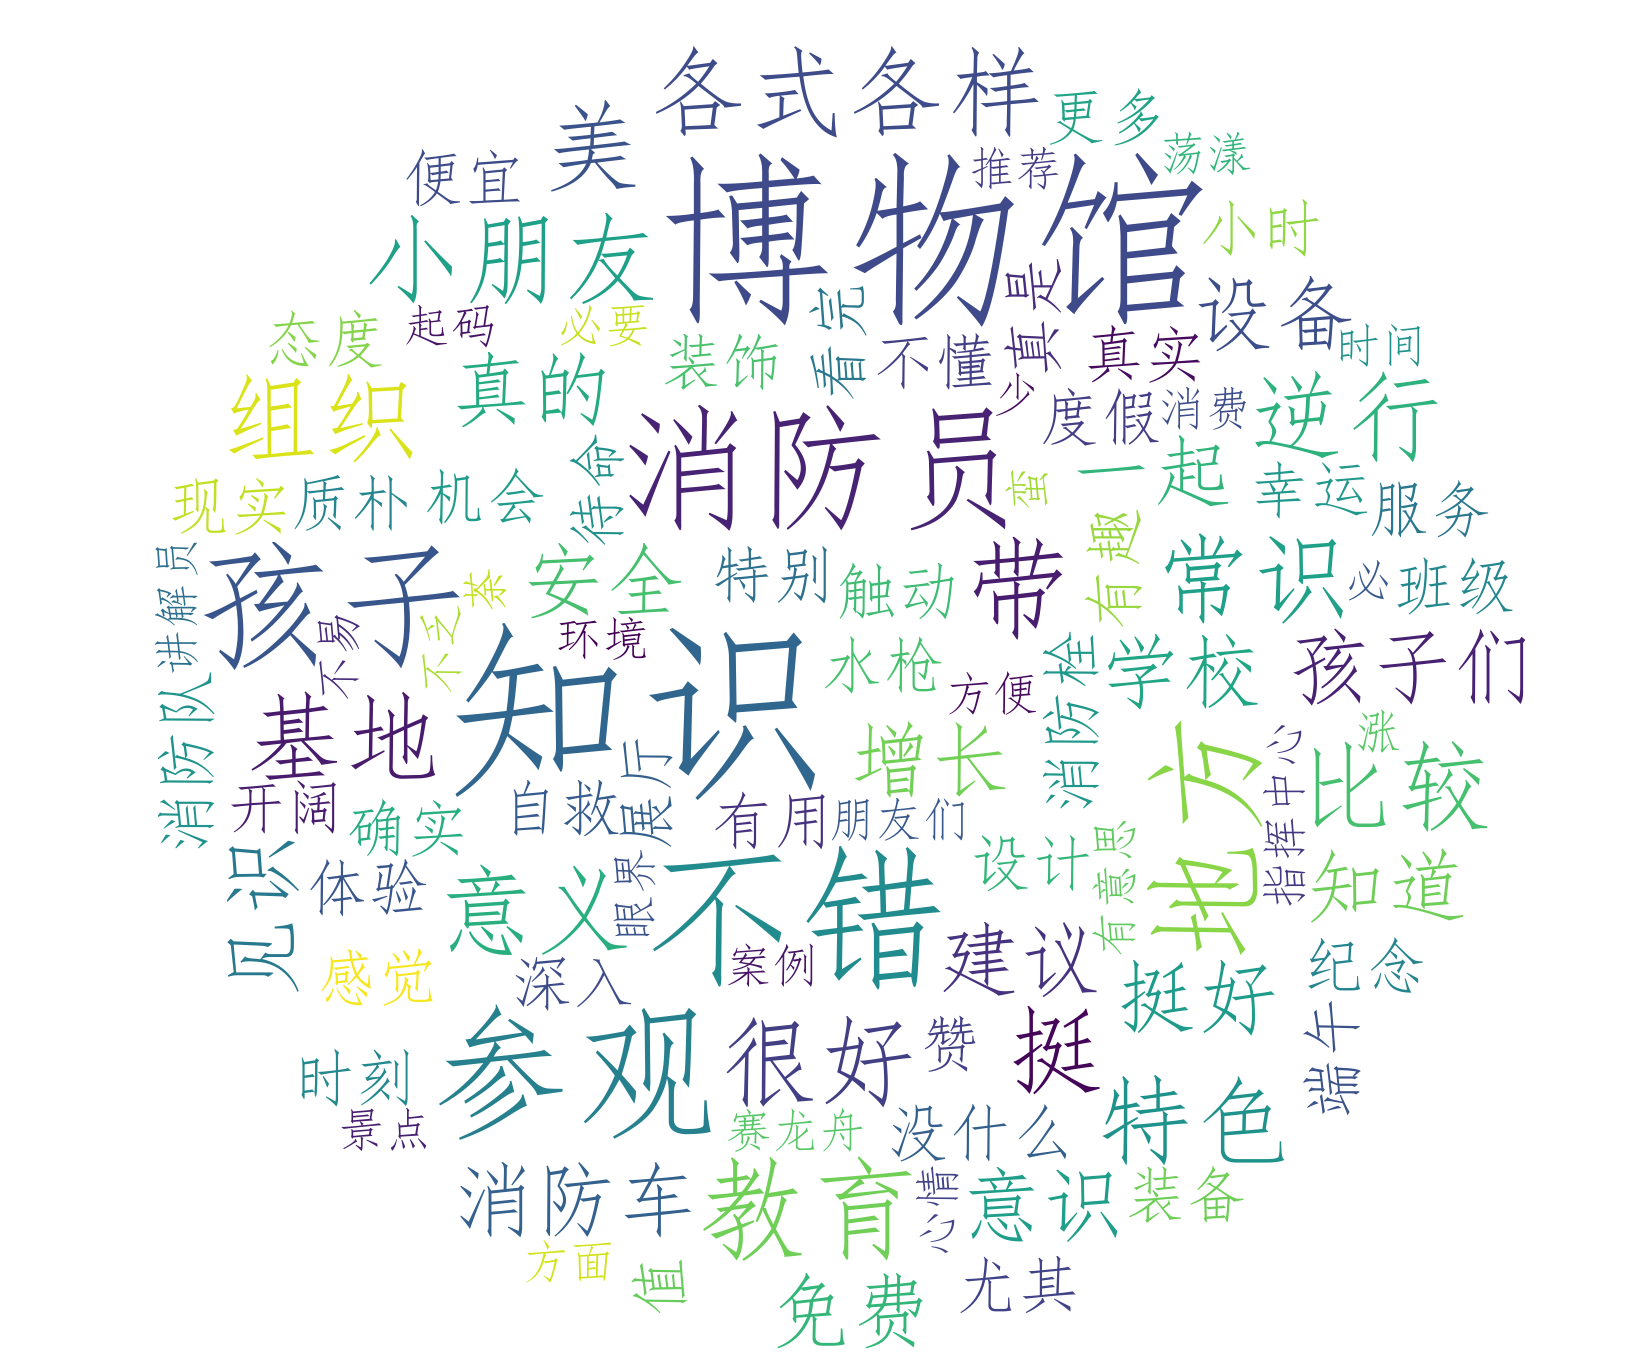 各式各样
更多
美
推荐
荡漾
便宜
博物馆
小朋友
小时
看完
真是
设备
起码
必要
态度
装饰
不懂
真实
时间
真的
少
度假
消费
组织
逆行
消防员
一起
待命
蛮
幸运
服务
现实
质朴
机会
孩子
安全
特别
触动
带
有趣
常识
必
班级
讲解员
不易
不乏
茶
环境
知识
水枪
方便
消防栓
学校
孩子们
消防队
基地
增长
地方
涨
比较
指挥中心
开阔
确实
自救
展厅
有用
朋友们
见识
体验
意义
眼界
不错
设计
有意思
知道
感觉
深入
案例
建议
挺好
纪念
端午
时刻
参观
很好
赞
挺
特色
景点
赛龙舟
没什么
消防车
教育
心情
意识
装备
方面
值
免费
尤其